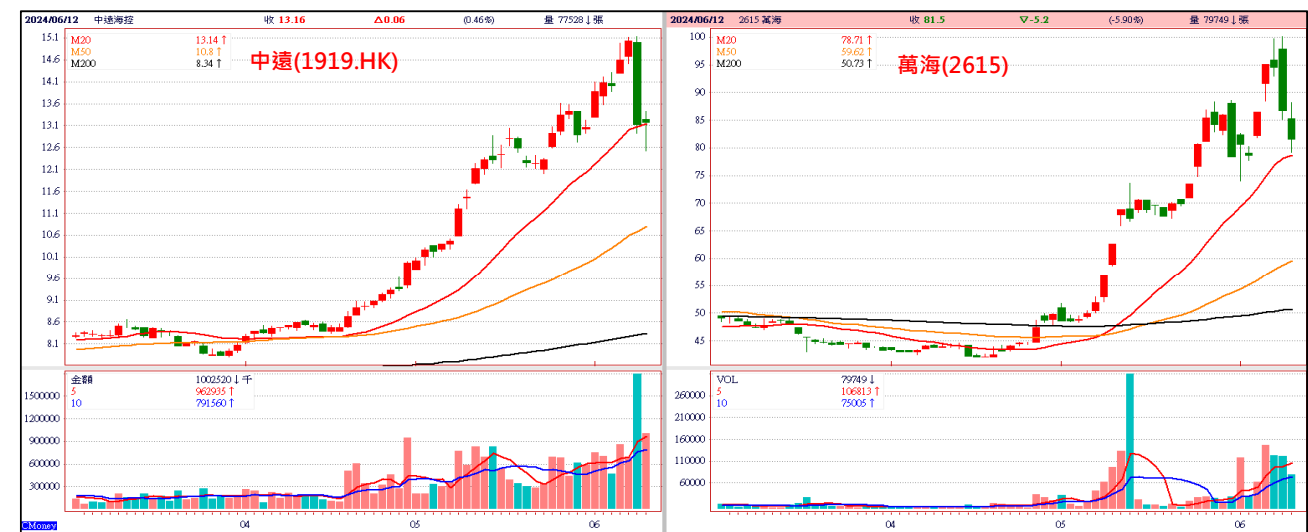 2024/06/12 中遠海控 收 13.16 △0.06 (0.46%) 量 77528↓張
M20 13.14↑
M50 10.8↑
M200 8.34↑
中遠(1919.HK)
15.1
14.6
14.1
13.6
13.1
12.6
12.1
11.6
11.1
10.6
10.1
9.6
9.1
8.6
8.1
金額 1002520↓千
5 962935↑
10 791560↑
1500000
1200000
900000
600000
300000
04 05 06
CMoney
2024/06/12 2615 萬海 收 81.5 ▽-5.2 (-5.90%) 量 79749↓張
M20 78.71↑
M50 59.62↑
M200 50.73↑
萬海(2615)
100
95
90
85
80
75
70
65
60
55
50
45
VOL 79749↓
5 106813↑
10 75005↑
260000
210000
160000
110000
60000
04 05 06